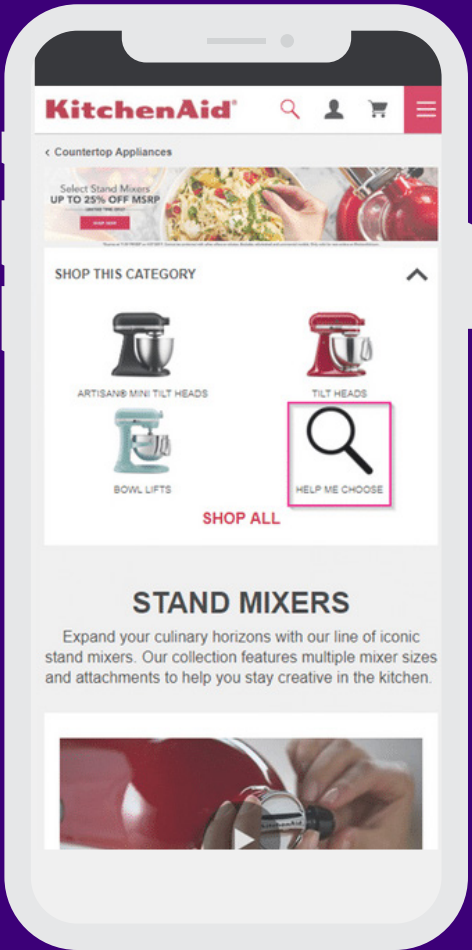 KitchenAid®
‹ Countertop Appliances
Select Stand Mixers
UP TO 25% OFF MSRP
SHOP NOW
SHOP THIS CATEGORY
ARTISAN® MINI TILT HEADS
TILT HEADS
BOWL LIFTS
HELP ME CHOOSE
SHOP ALL
STAND MIXERS
Expand your culinary horizons with our line of iconic
stand mixers. Our collection features multiple mixer sizes
and attachments to help you stay creative in the kitchen.
KitchenAid